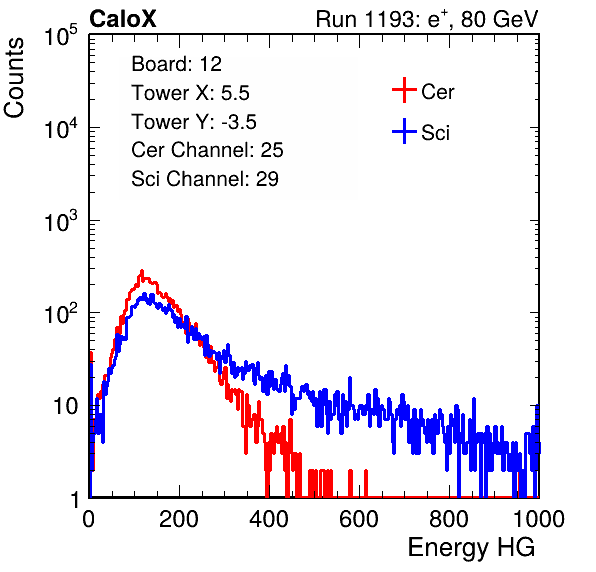 CaloX Run 1193: e⁺, 80 GeV
Counts
Board: 12
Tower X: 5.5
Tower Y: -3.5
Cer Channel: 25
Sci Channel: 29
Cer
Sci
10⁵
10⁴
10³
10²
10
1
0 200 400 600 800 1000
Energy HG